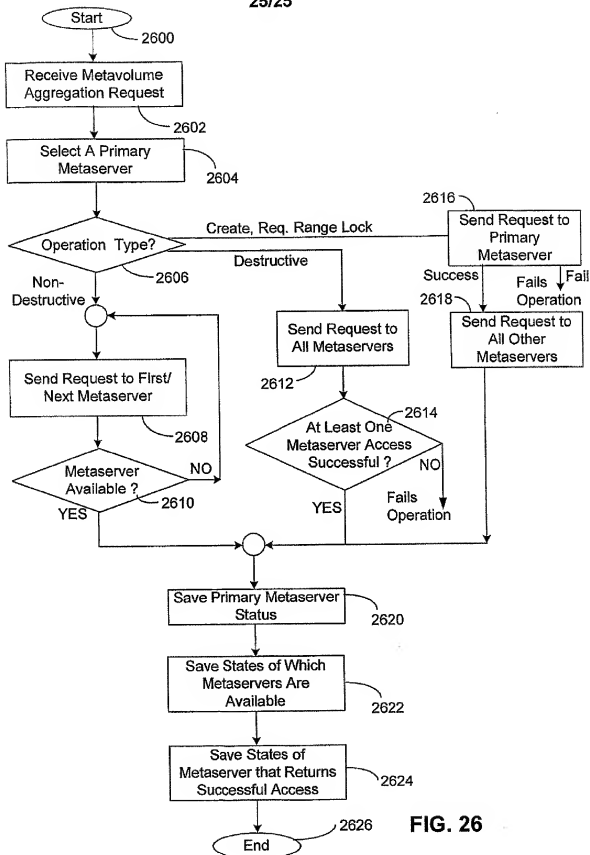 25/25
Start
2600
Receive Metavolume
Aggregation Request
2602
Select A Primary
Metaserver
2604
Operation Type?
2606
Create, Req. Range Lock
Destructive
Non-
Destructive
2616
Send Request to
Primary
Metaserver
Success
Fail
Fails
Operation
2618
Send Request to
All Other
Metaservers
Send Request to First/
Next Metaserver
2608
Send Request to
All Metaservers
2612
Metaserver
Available ?
2610
NO
YES
At Least One
Metaserver Access
Successful ?
2614
NO
YES
Fails
Operation
Save Primary Metaserver
Status
2620
Save States of Which
Metaservers Are
Available
2622
Save States of
Metaserver that Returns
Successful Access
2624
End
2626
FIG. 26